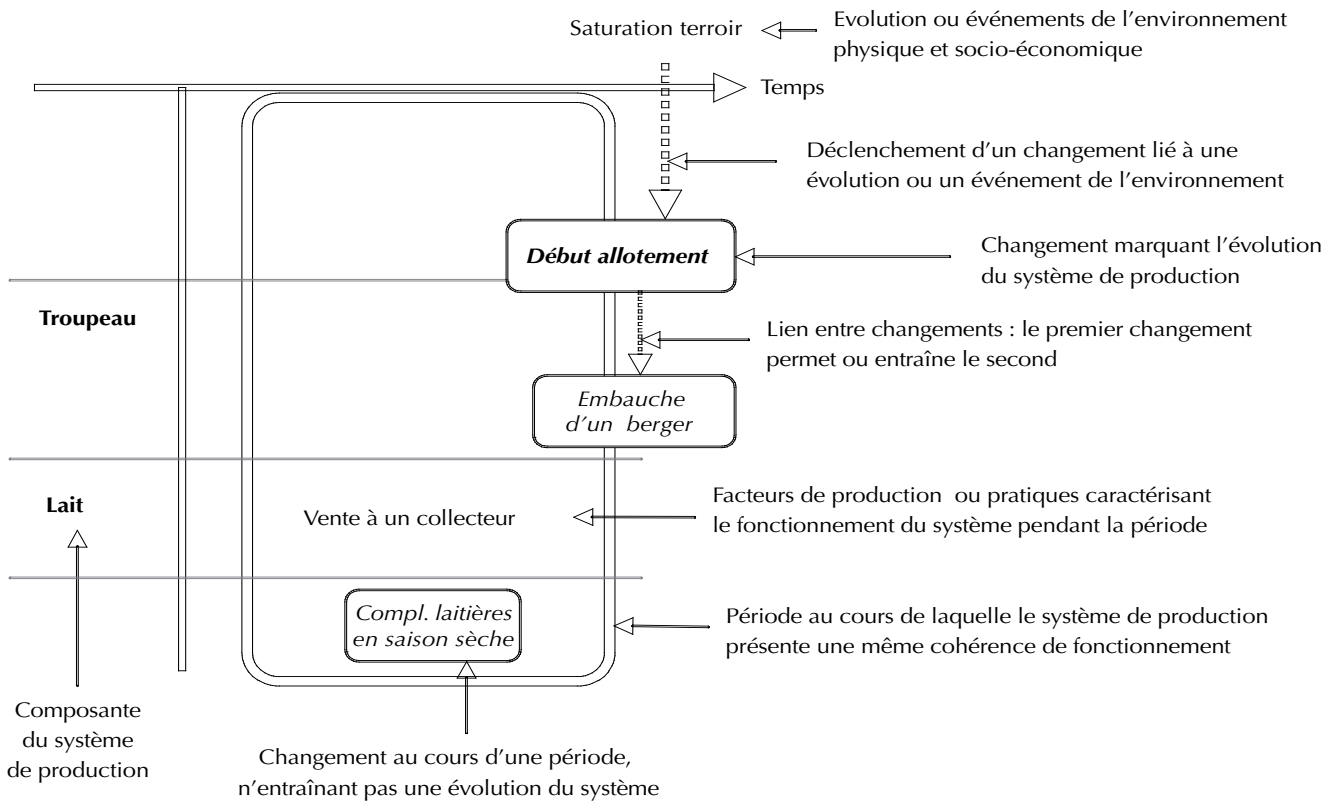 Saturation terroir
Evolution ou événements de l'environnement
physique et socio-économique
Temps
Déclenchement d'un changement lié à une
évolution ou un événement de l'environnement
Début allotement
Changement marquant l'évolution
du système de production
Troupeau
Lien entre changements : le premier changement
permet ou entraîne le second
Embauche
d'un berger
Lait
Vente à un collecteur
Facteurs de production ou pratiques caractérisant
le fonctionnement du système pendant la période
Compl. laitières
en saison sèche
Période au cours de laquelle le système de production
présente une même cohérence de fonctionnement
Composante
du système
de production
Changement au cours d'une période,
n'entraînant pas une évolution du système